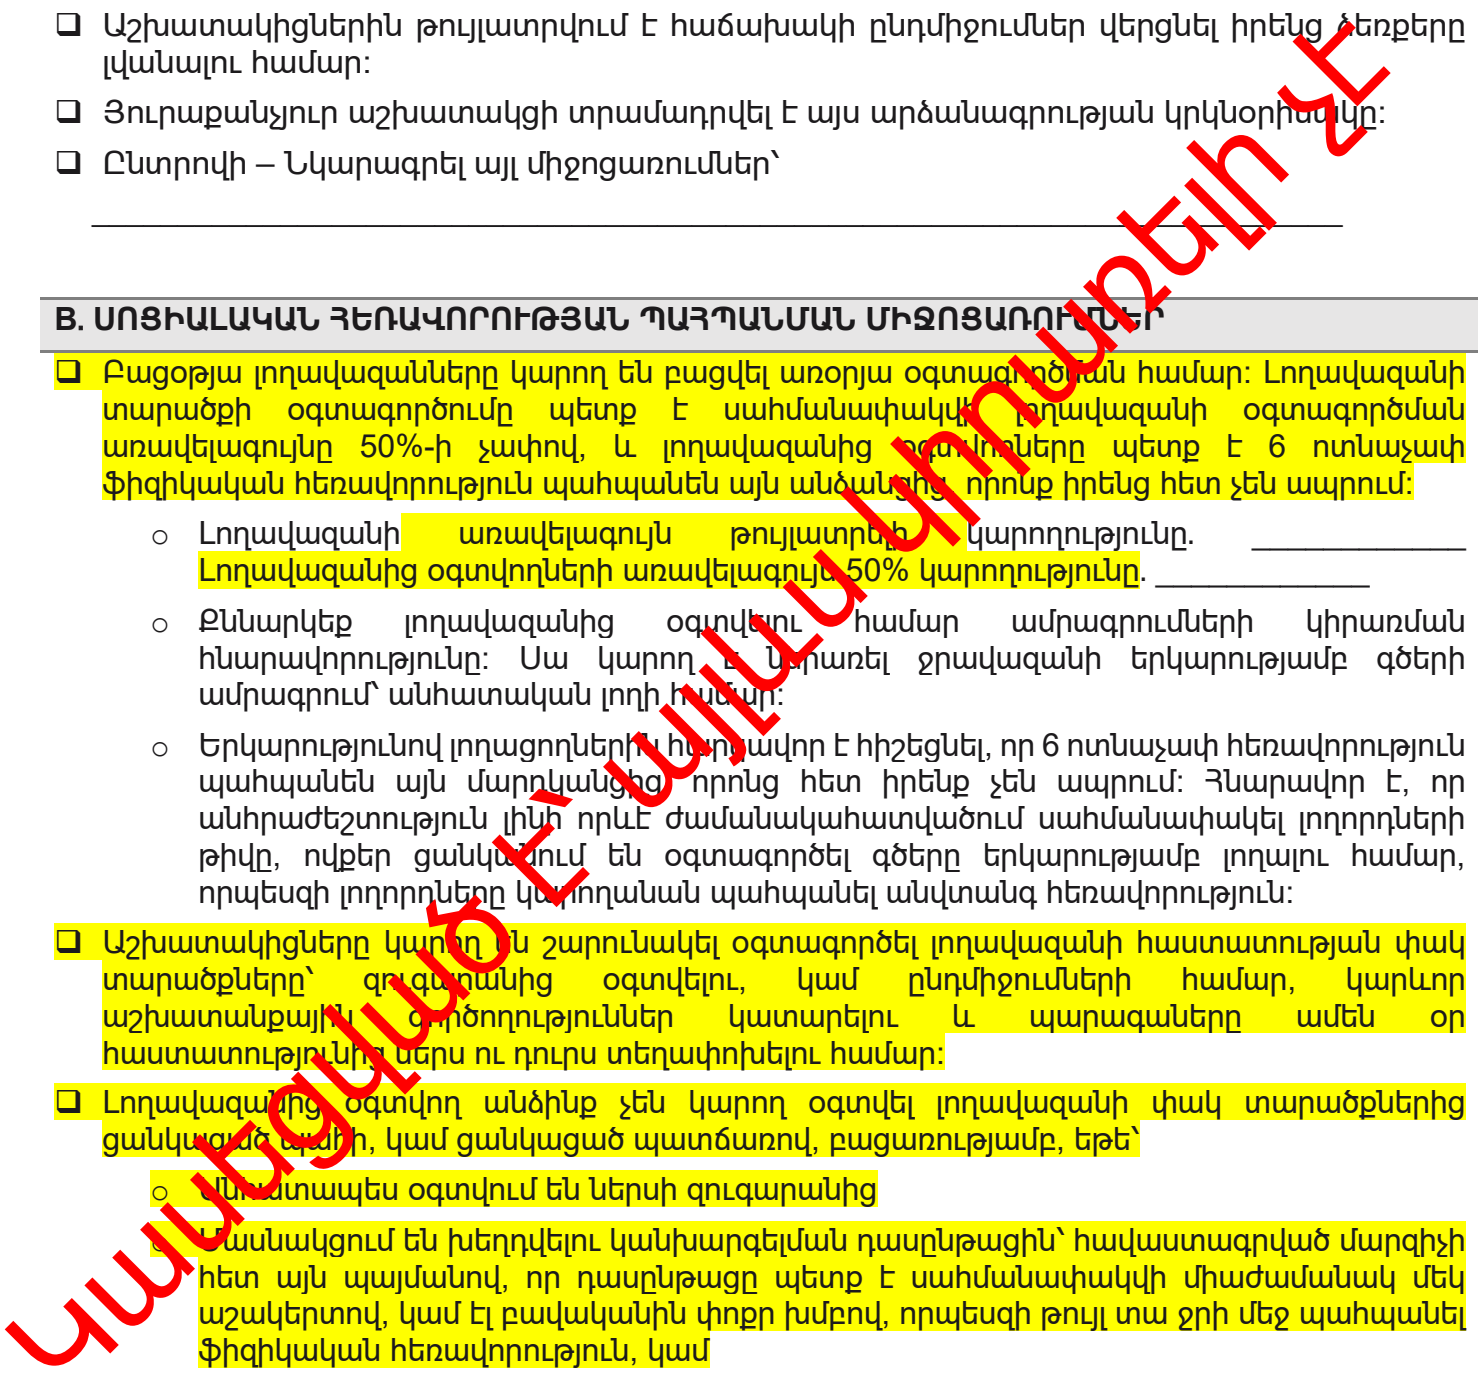 ❑ Աշխատակիցներին թույլատրվում է հաճախակի ընդմիջումներ վերցնել իրենց ձեռքերը
լվանալու համար:
❑ Յուրաքանչյուր աշխատակցի տրամադրվել է այս արձանագրության կրկնօրինակը:
❑ Ընտրովի – Նկարագրել այլ միջոցառումներ՝
B. ՍՈՑԻԱԼԱԿԱՆ ՀԵՌԱՎՈՐՈՒԹՅԱՆ ՊԱՀՊԱՆՄԱՆ ՄԻՋՈՑԱՌՈՒՄՆԵՐ
❑ Բացօթյա լողավազանները կարող են բացվել առօրյա օգտագործման համար: Լողավազանի
տարածքի օգտագործումը պետք է սահմանափակվի լողավազանի օգտագործման
առավելագույնը 50%-ի չափով, և լողավազանից օգտվողները պետք է 6 ոտնաչափ
ֆիզիկական հեռավորություն պահպանեն այն անձանցից, որոնք իրենց հետ չեն ապրում:
o Լողավազանի առավելագույն թույլատրելի կարողությունը. ____________
Լողավազանից օգտվողների առավելագույն 50% կարողությունը. ____________
o Քննարկեք լողավազանից օգտվելու համար ամրագրումների կիրառման
հնարավորությունը: Սա կարող է ներառել ջրավազանի երկարությամբ գծերի
ամրագրում՝ անհատական լողի համար:
o Երկարությունով լողացողներին հարկավոր է հիշեցնել, որ 6 ոտնաչափ հեռավորություն
պահպանեն այն մարդկանցից, որոնց հետ իրենք չեն ապրում: Հնարավոր է, որ
անհրաժեշտություն լինի որևէ ժամանակահատվածում սահմանափակել լողորդների
թիվը, ովքեր ցանկանում են օգտագործել գծերը երկարությամբ լողալու համար,
որպեսզի լողորդները կարողանան պահպանել անվտանգ հեռավորություն:
❑ Աշխատակիցները կարող են շարունակել օգտագործել լողավազանի հաստատության փակ
տարածքները՝ զուգարանից օգտվելու, կամ ընդմիջումների համար, կարևոր
աշխատանքային գործողություններ կատարելու և պարագաները ամեն օր
հաստատությունից ներս ու դուրս տեղափոխելու համար:
❑ Լողավազանից օգտվող անձինք չեն կարող օգտվել լողավազանի փակ տարածքներից
ցանկացած պահի, կամ ցանկացած պատճառով, բացառությամբ, եթե՝
o Անհատապես օգտվում են ներսի զուգարանից
o Մասնակցում են խեղդվելու կանխարգելման դասընթացին՝ հավաստագրված մարզիչի
հետ այն պայմանով, որ դասընթացը պետք է սահմանափակվի միաժամանակ մեկ
աշակերտով, կամ էլ բավականին փոքր խմբով, որպեսզի թույլ տա ջրի մեջ պահպանել
ֆիզիկական հեռավորություն, կամ
Կասեցված է՝ այլևս կիրառելի չէ